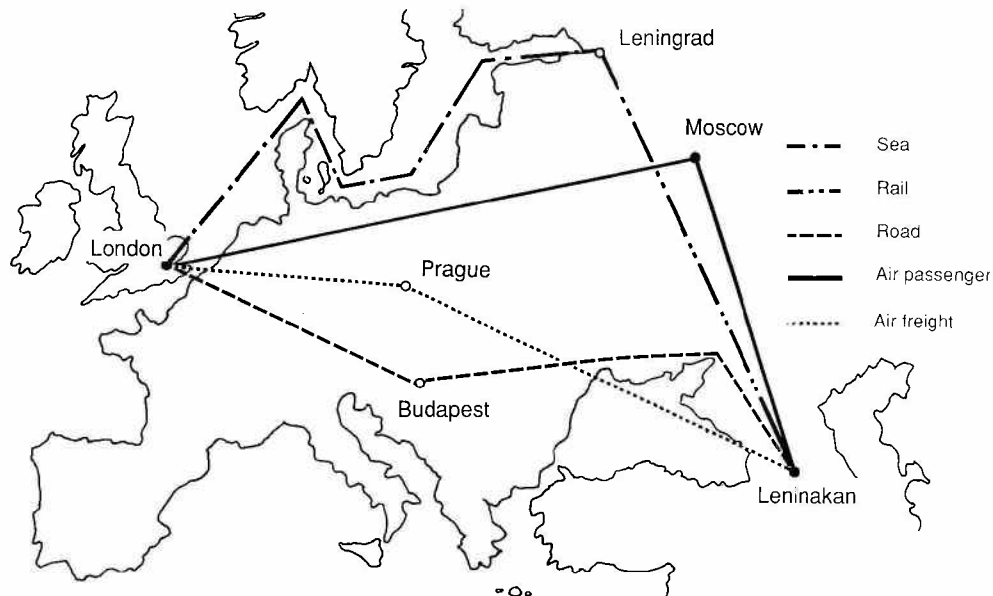 Leningrad
Moscow
London
Prague
Budapest
Leninakan
Sea
Rail
Road
Air passenger
Air freight